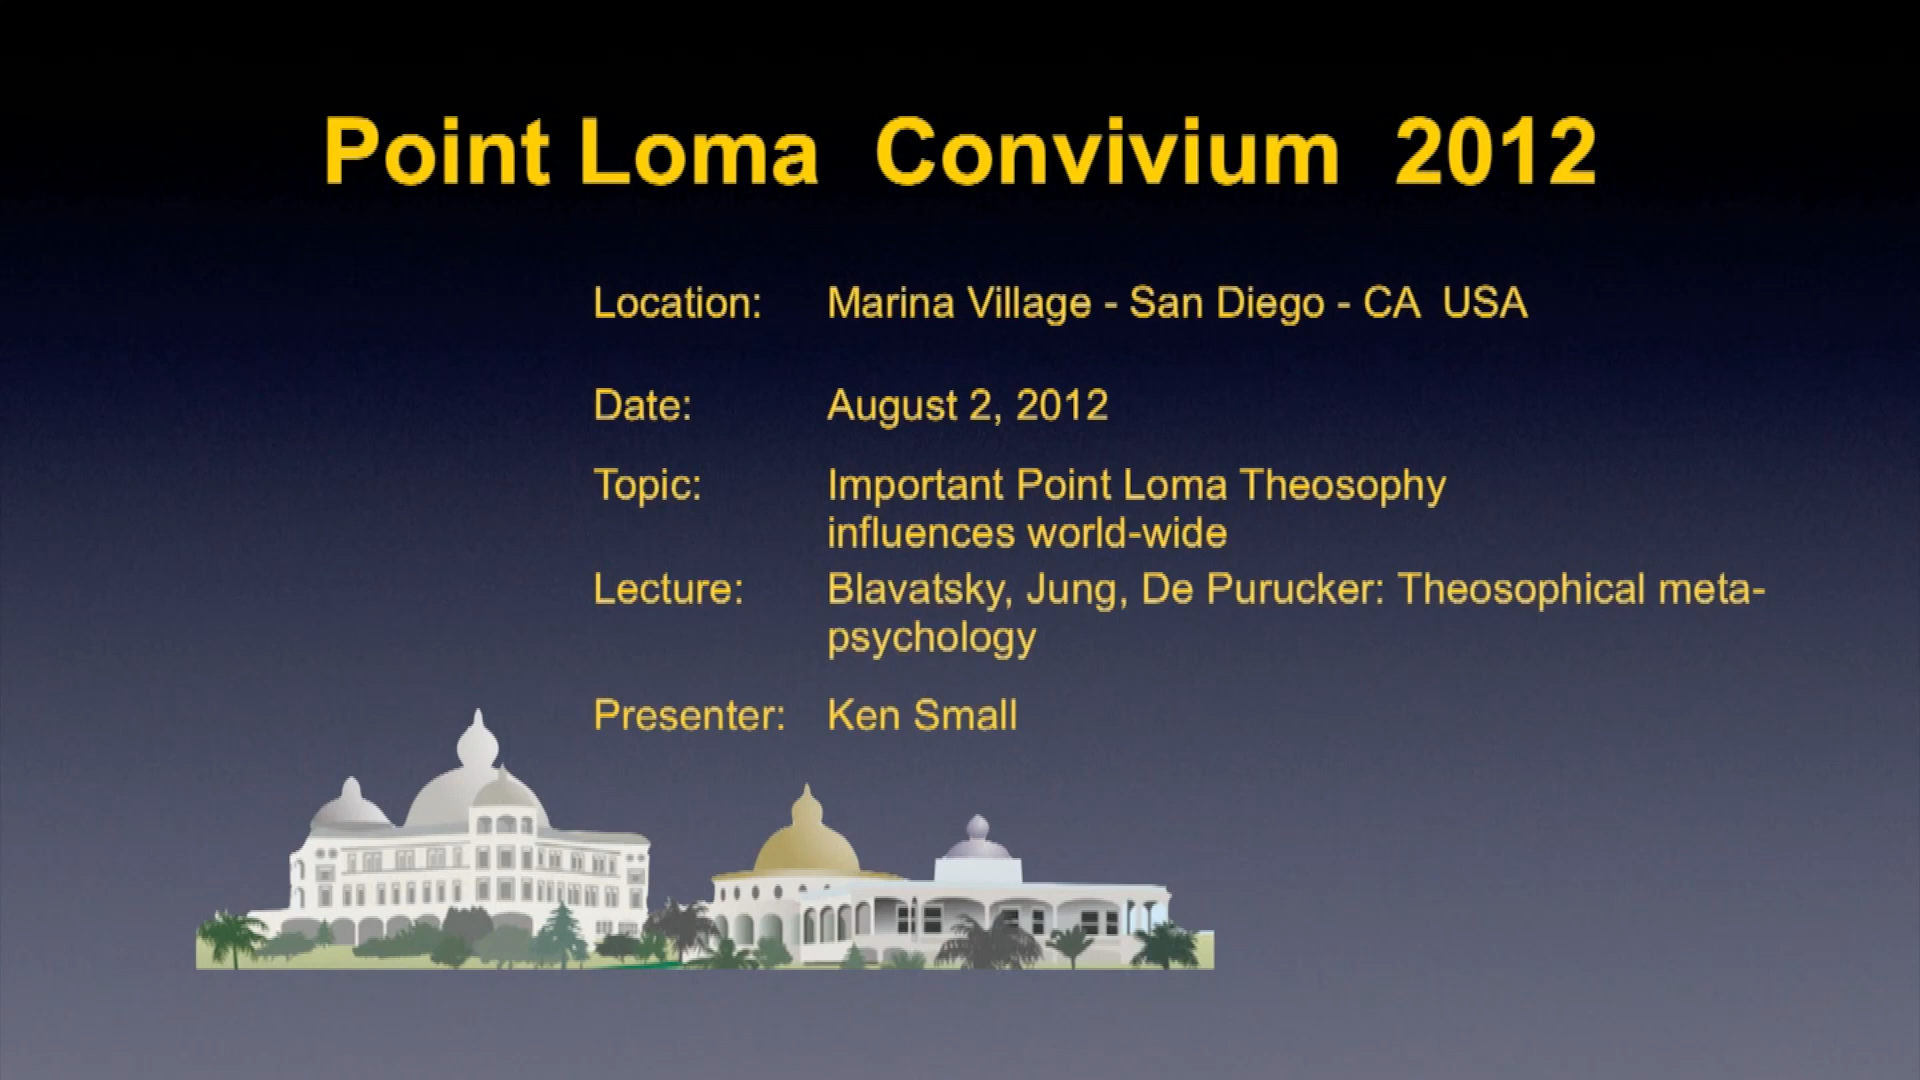 Point Loma Convivium 2012
Location: Marina Village - San Diego - CA USA
Date: August 2, 2012
Topic: Important Point Loma Theosophy
influences world-wide
Lecture: Blavatsky, Jung, De Purucker: Theosophical meta-
psychology
Presenter: Ken Small